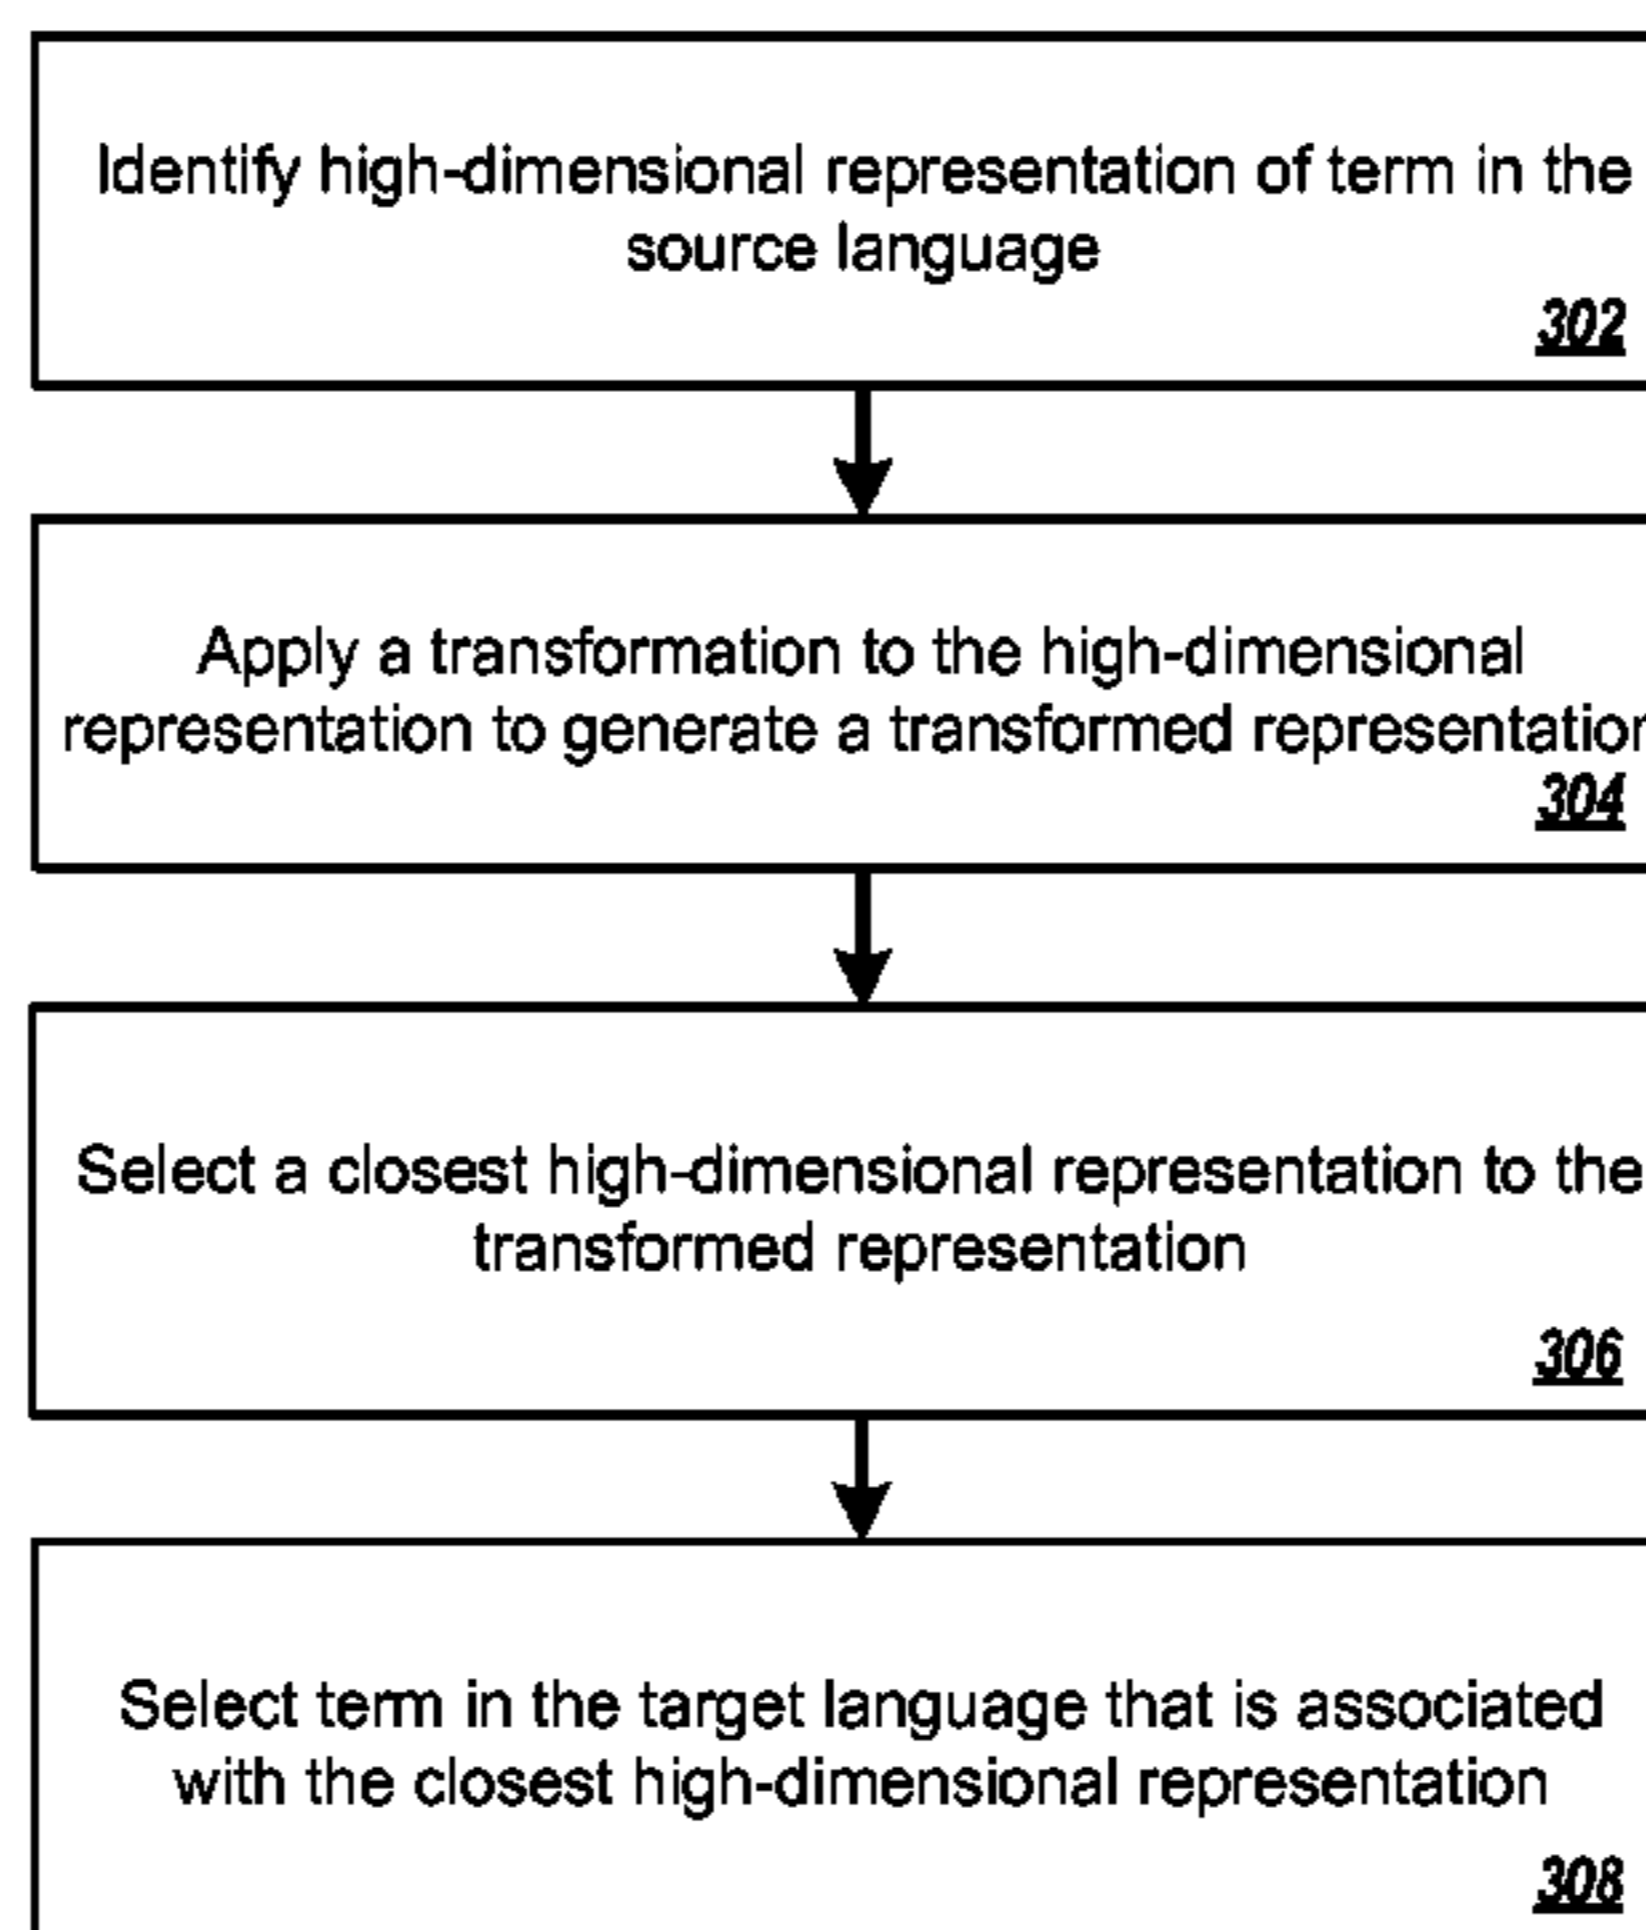 Identify high-dimensional representation of term in the
source language
302
Apply a transformation to the high-dimensional
representation to generate a transformed representation
304
Select a closest high-dimensional representation to the
transformed representation
306
Select term in the target language that is associated
with the closest high-dimensional representation
308